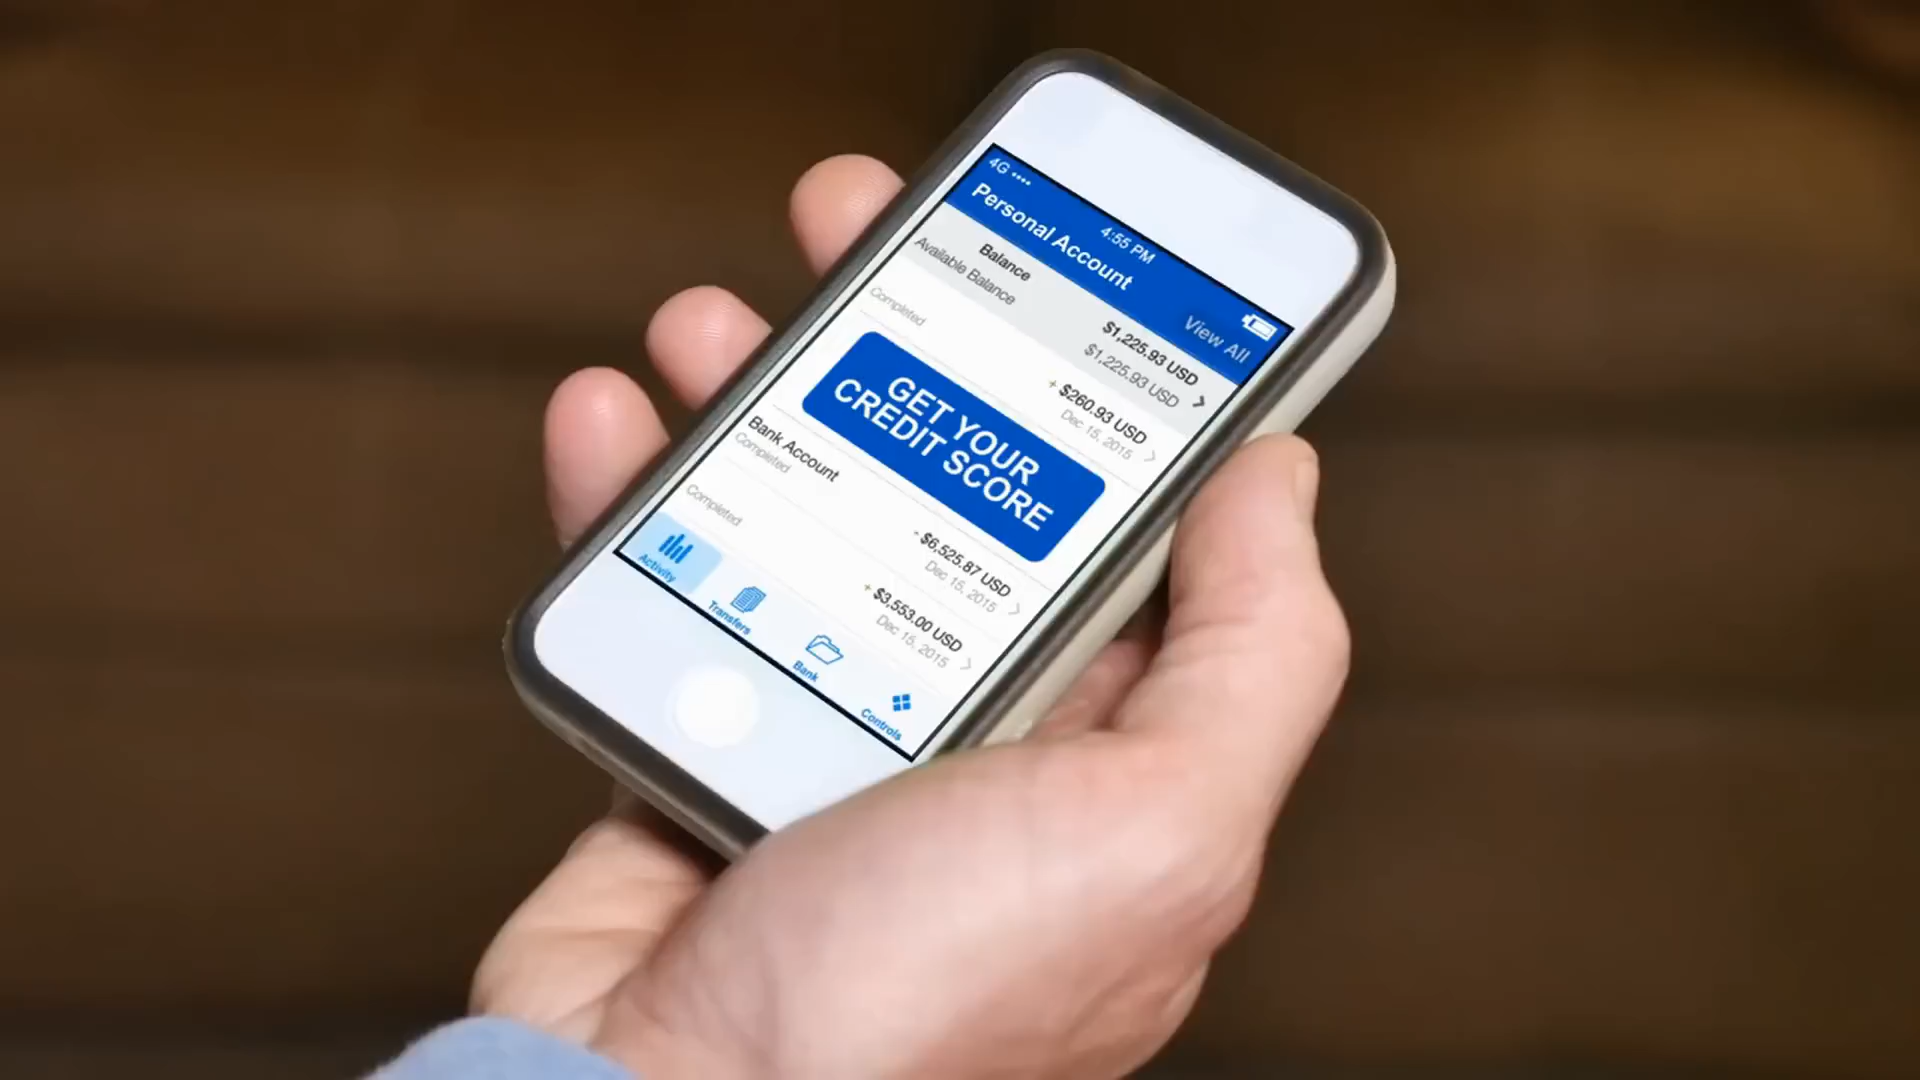 4G •••• 4:55 PM
Personal Account View All
Balance $1,225.93 USD
Available Balance $1,225.93 USD
+ $260.93 USD
Completed Dec 15, 2015
GET YOUR
CREDIT SCORE
Bank Account - $6,525.87 USD
Completed Dec 15, 2015
+ $3,553.00 USD
Completed Dec 15, 2015
Activity Transfers Bank Controls